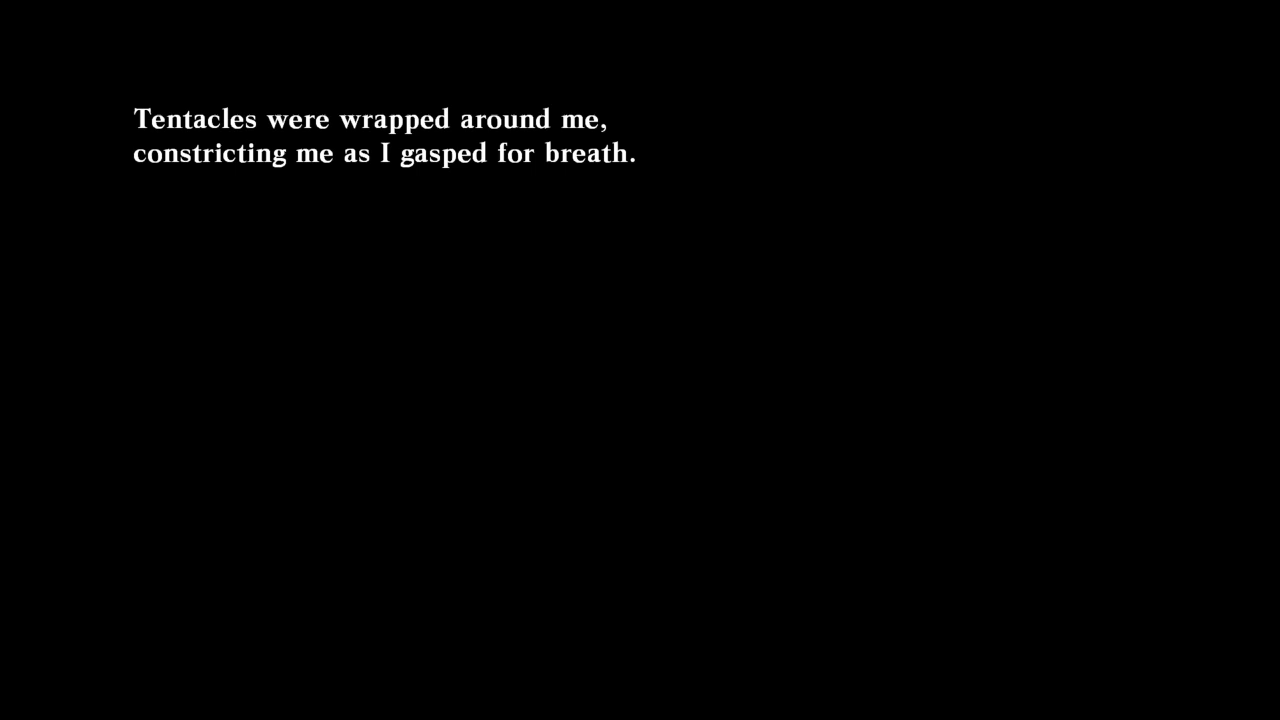 Tentacles were wrapped around me,
constricting me as I gasped for breath.